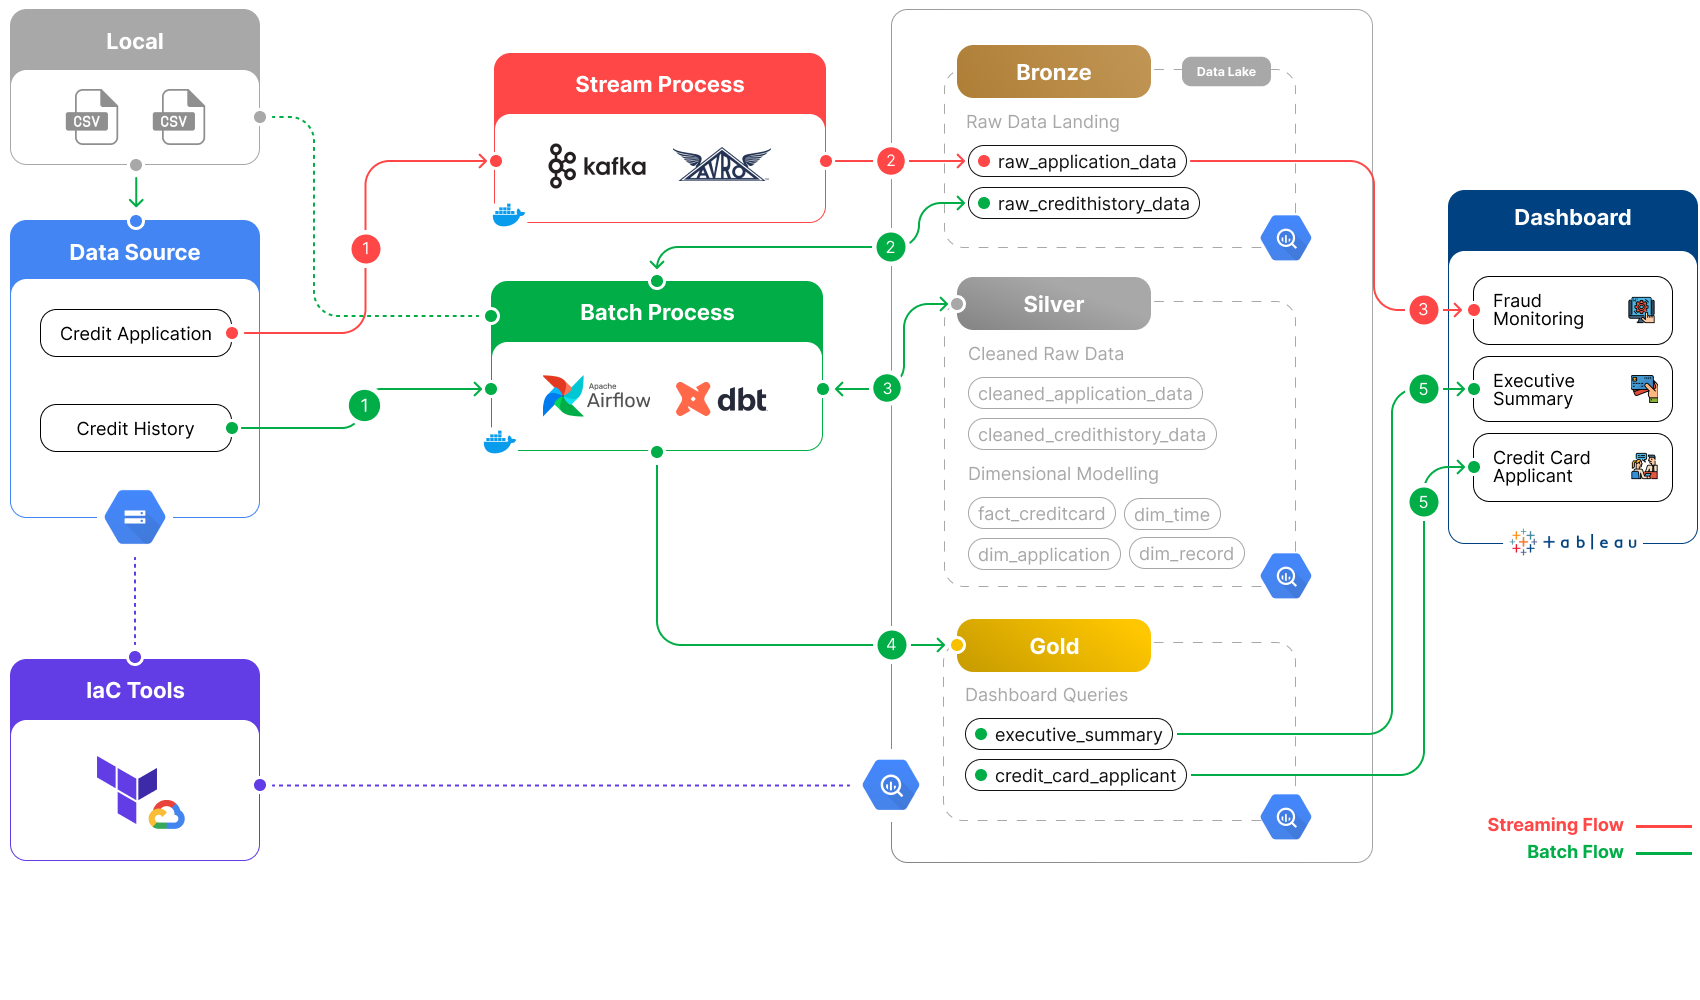 Local
CSV
CSV
Data Source
Credit Application
Credit History
IaC Tools
1
1
Stream Process
kafka
AVRO
Batch Process
Apache
Airflow
dbt
2
2
3
4
Bronze
Data Lake
Raw Data Landing
raw_application_data
raw_credithistory_data
Silver
Cleaned Raw Data
cleaned_application_data
cleaned_credithistory_data
Dimensional Modelling
fact_creditcard
dim_time
dim_application
dim_record
Gold
Dashboard Queries
executive_summary
credit_card_applicant
3
5
5
Dashboard
Fraud
Monitoring
Executive
Summary
Credit Card
Applicant
+ableau
Streaming Flow
Batch Flow